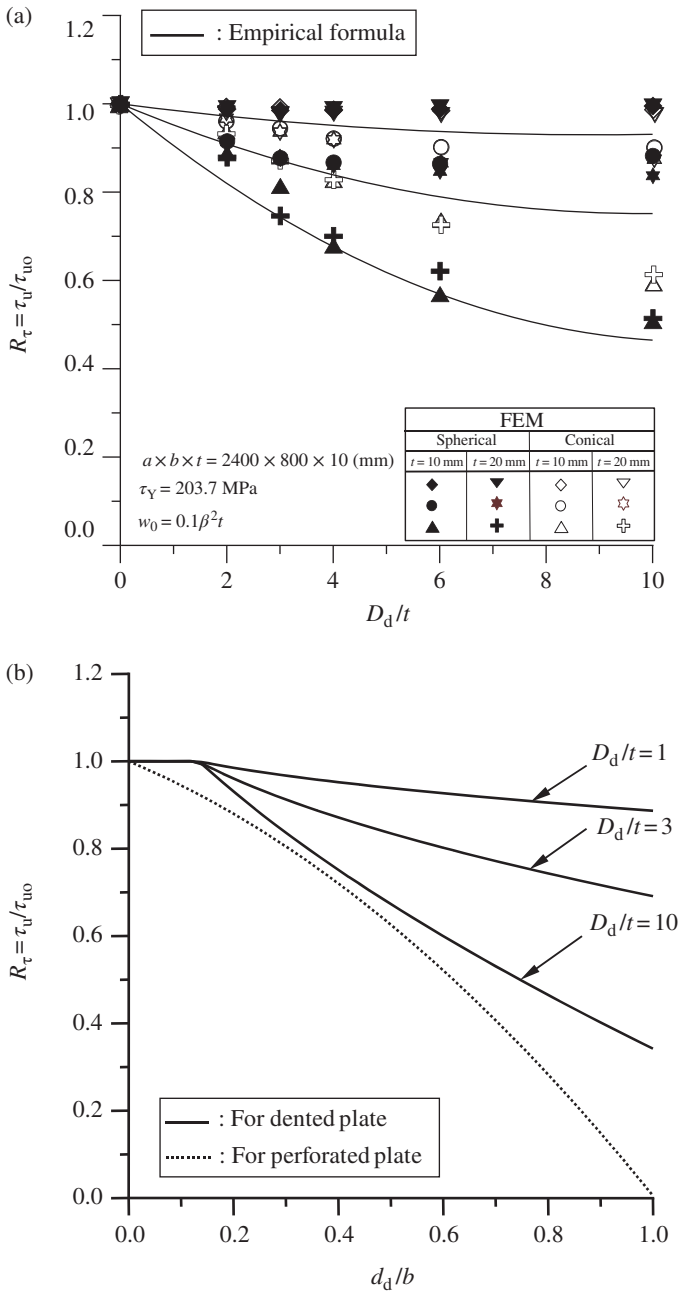 (a)
1.2
1.0
0.8
0.6
0.4
0.2
0.0
R_τ = τ_u/τ_uo
: Empirical formula
a × b × t = 2400 × 800 × 10 (mm)
τ_Y = 203.7 MPa
w_0 = 0.1β²t
FEM
Spherical Conical
t = 10 mm t = 20 mm t = 10 mm t = 20 mm
0 2 4 6 8 10
D_d/t
(b)
1.2
1.0
0.8
0.6
0.4
0.2
0.0
R_τ = τ_u/τ_uo
D_d/t = 1
D_d/t = 3
D_d/t = 10
: For dented plate
: For perforated plate
0.0 0.2 0.4 0.6 0.8 1.0
d_d/b